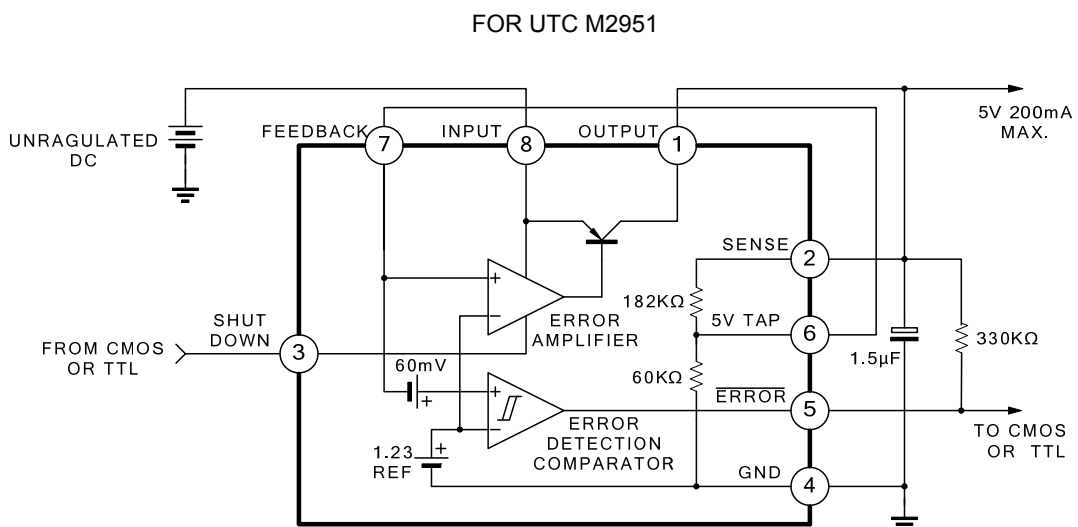 FOR UTC M2951
UNRAGULATED
DC
FEEDBACK
7
INPUT
8
OUTPUT
1
5V 200mA
MAX.
SENSE
2
182KΩ
5V TAP
6
+
−
ERROR
AMPLIFIER
SHUT
DOWN
3
FROM CMOS
OR TTL
60mV
+
60KΩ
1.5µF
330KΩ
+
−
ERROR
5
ERROR
DETECTION
COMPARATOR
TO CMOS
OR TTL
1.23
REF
+
GND
4